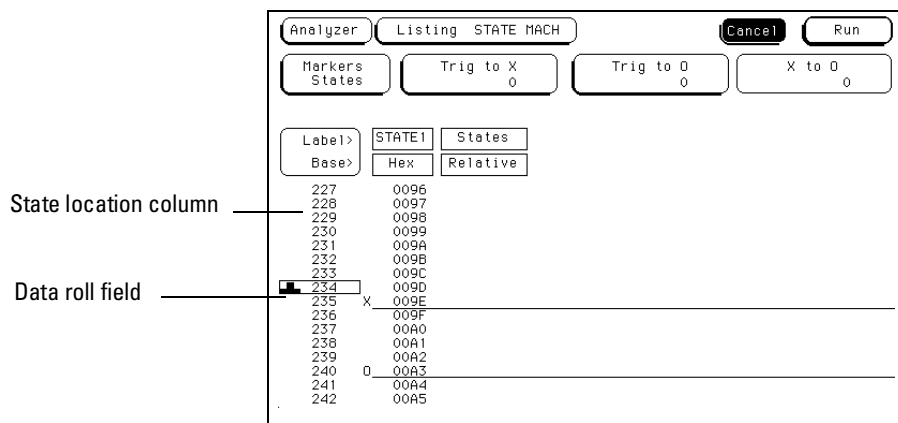 Analyzer Listing STATE MACH Cancel Run
Markers States Trig to X 0 Trig to O 0 X to O 0
Label> STATE1 States
Base> Hex Relative
227 0096
State location column 228 0097
229 0098
230 0099
231 009A
232 009B
233 009C
Data roll field 234 009D
235 X 009E
236 009F
237 00A0
238 00A1
239 00A2
240 O 00A3
241 00A4
242 00A5